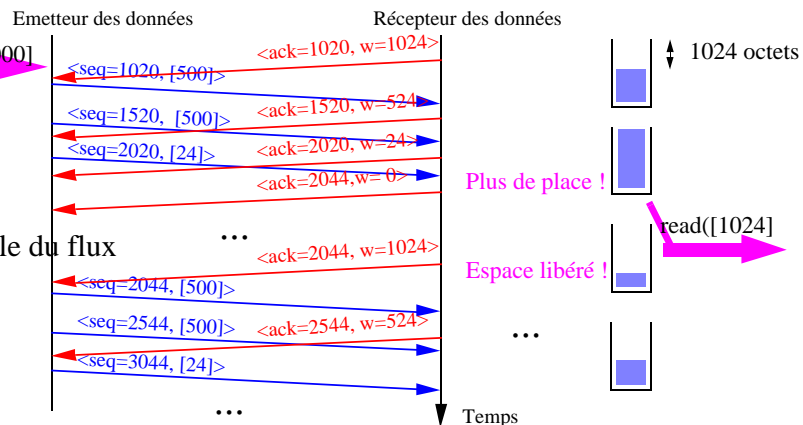 Emetteur des données
Récepteur des données
<ack=1020, w=1024>
1024 octets
<seq=1020, [500]>
<ack=1520, w=524>
<seq=1520, [500]>
<ack=2020, w=24>
<seq=2020, [24]>
<ack=2044,w= 0>
Plus de place !
...
read([1024]
le du flux
<ack=2044, w=1024>
Espace libéré !
<seq=2044, [500]>
<seq=2544, [500]>
<ack=2544, w=524>
...
<seq=3044, [24]>
...
Temps